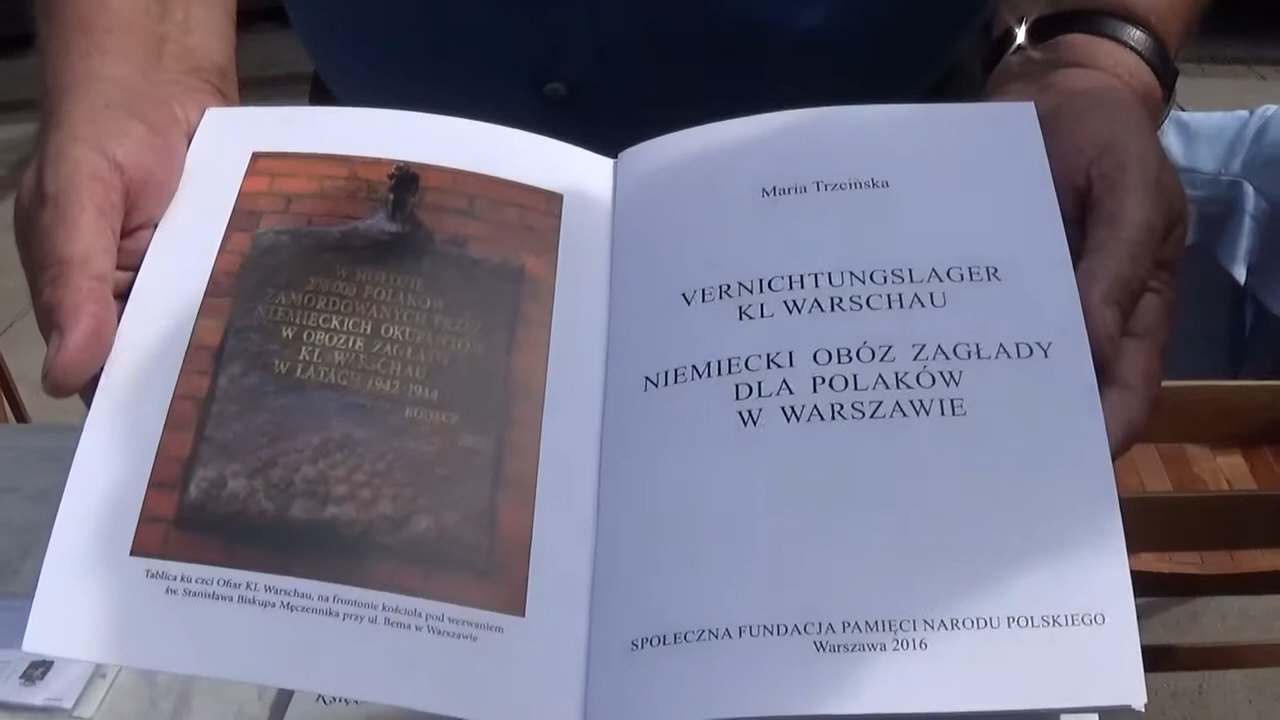 W HOŁDZIE
200 000 POLAKÓW
ZAMORDOWANYCH PRZEZ
NIEMIECKICH OKUPANTÓW
W OBOZIE ZAGŁADY
KL WARSCHAU
W LATACH 1942-1944
RODACY
Tablica ku czci Ofiar KL Warschau, na frontonie kościoła pod wezwaniem
św. Stanisława Biskupa Męczennika przy ul. Bema w Warszawie
Maria Trzcińska
VERNICHTUNGSLAGER
KL WARSCHAU
NIEMIECKI OBÓZ ZAGŁADY
DLA POLAKÓW
W WARSZAWIE
SPOŁECZNA FUNDACJA PAMIĘCI NARODU POLSKIEGO
Warszawa 2016